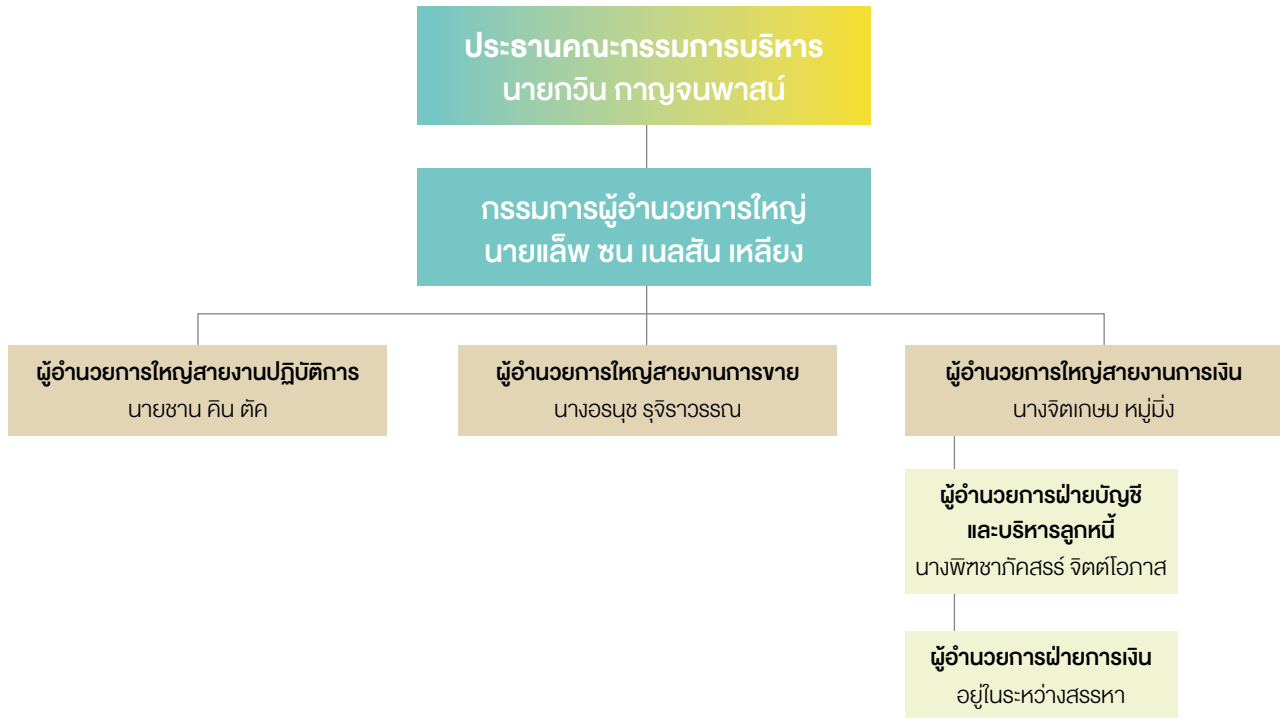 ประธานคณะกรรมการบริหาร
นายกวิน กาญจนพาสน์
กรรมการผู้อำนวยการใหญ่
นายแล็พ ซน เนลสัน เหลียง
ผู้อำนวยการใหญ่สายงานปฏิบัติการ
นายชาน คิน ตัค
ผู้อำนวยการใหญ่สายงานการขาย
นางอรนุช รุจิราวรรณ
ผู้อำนวยการใหญ่สายงานการเงิน
นางจิตเกษม หมู่มิ่ง
ผู้อำนวยการฝ่ายบัญชี
และบริหารลูกหนี้
นางพิฑชาภัคสรร์ จิตต์โอภาส
ผู้อำนวยการฝ่ายการเงิน
อยู่ในระหว่างสรรหา